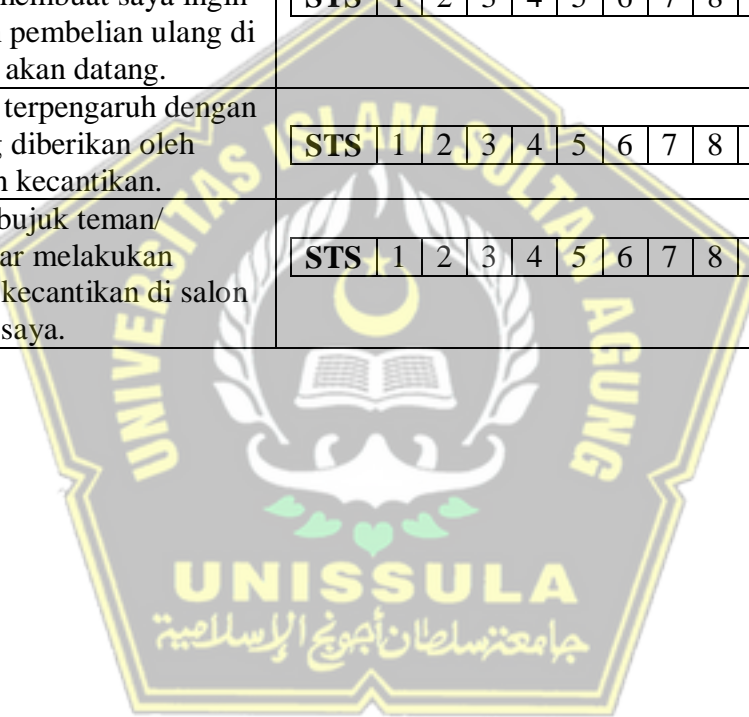 membuat saya ingin
pembelian ulang di
akan datang.
STS 1 2 3 4 5 6 7 8
terpengaruh dengan
diberikan oleh
kecantikan.
STS 1 2 3 4 5 6 7 8
bujuk teman/
melakukan
kecantikan di salon
saya.
STS 1 2 3 4 5 6 7 8
UNIVERSITAS ISLAM SULTAN AGUNG
UNISSULA
جامعة سلطان أجونج الإسلامية